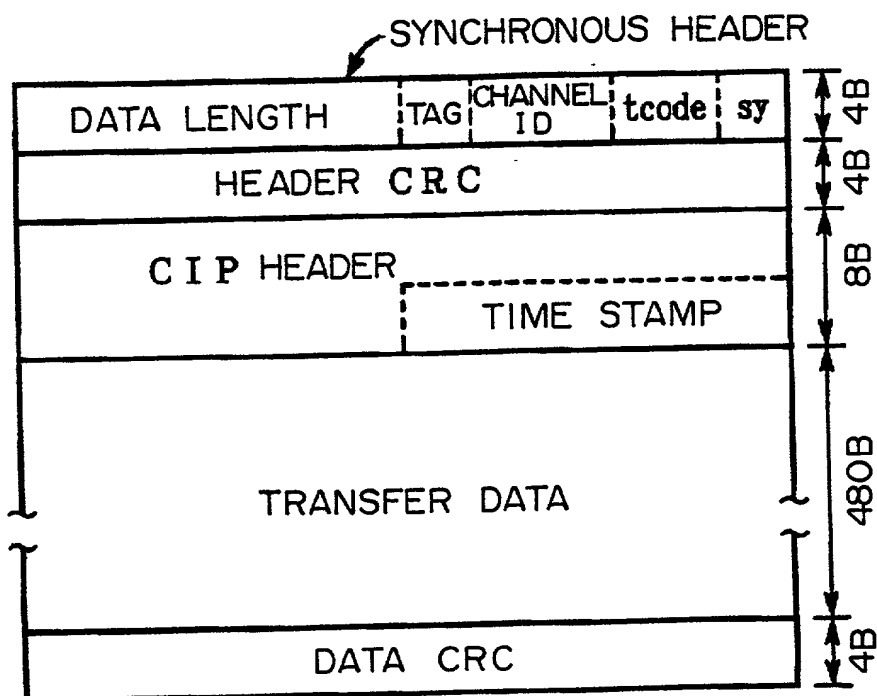 SYNCHRONOUS HEADER
DATA LENGTH TAG CHANNEL ID tcode sy 4B
HEADER CRC 4B
CIP HEADER 8B
TIME STAMP
TRANSFER DATA 480B
DATA CRC 4B